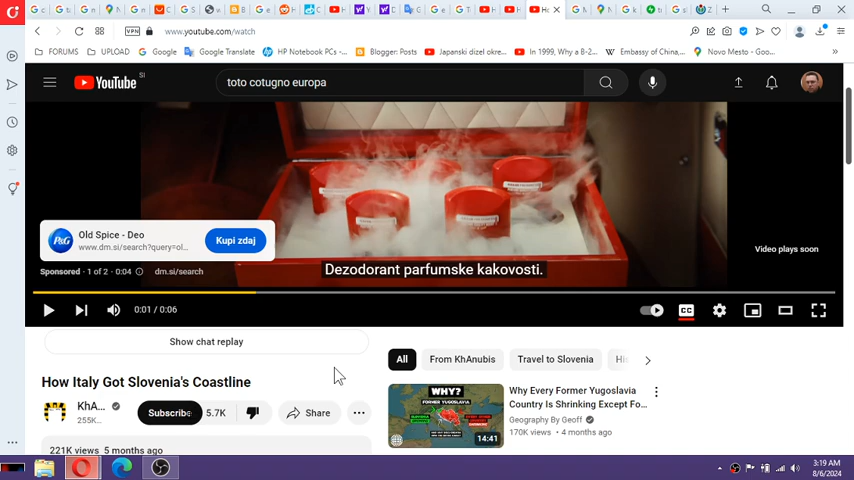 www.youtube.com/watch
FORUMS
UPLOAD
Google
Google Translate
HP Notebook PCs -...
Blogger: Posts
Japanski dizel okre...
In 1999, Why a B-2...
Embassy of China,...
Novo Mesto - Goo...
YouTube SI
toto cotugno europa
P&G
Old Spice - Deo
www.dm.si/search?query=ol...
Kupi zdaj
Video plays soon
Sponsored · 1 of 2 · 0:04
dm.si/search
Dezodorant parfumske kakovosti.
0:01 / 0:06
CC
Show chat replay
All
From KhAnubis
Travel to Slovenia
How Italy Got Slovenia's Coastline
KhA...
255K...
Subscribe
5.7K
Share
221K views 5 months ago
WHY?
FORMER YUGOSLAVIA
14:41
Why Every Former Yugoslavia
Country Is Shrinking Except Fo...
Geography By Geoff
170K views · 4 months ago
3:19 AM
8/6/2024